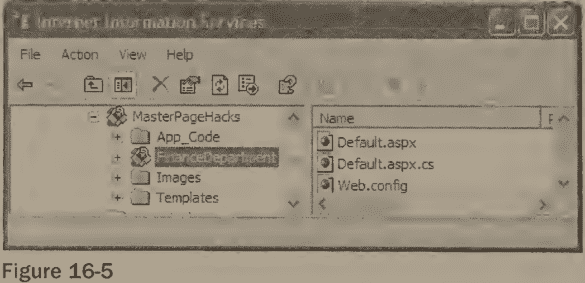 Internet Information Services
File Action View Help
MasterPageHacks
App_Code
FinanceDepartment
Images
Templates
Name
Default.aspx
Default.aspx.cs
Web.config
Figure 16-5